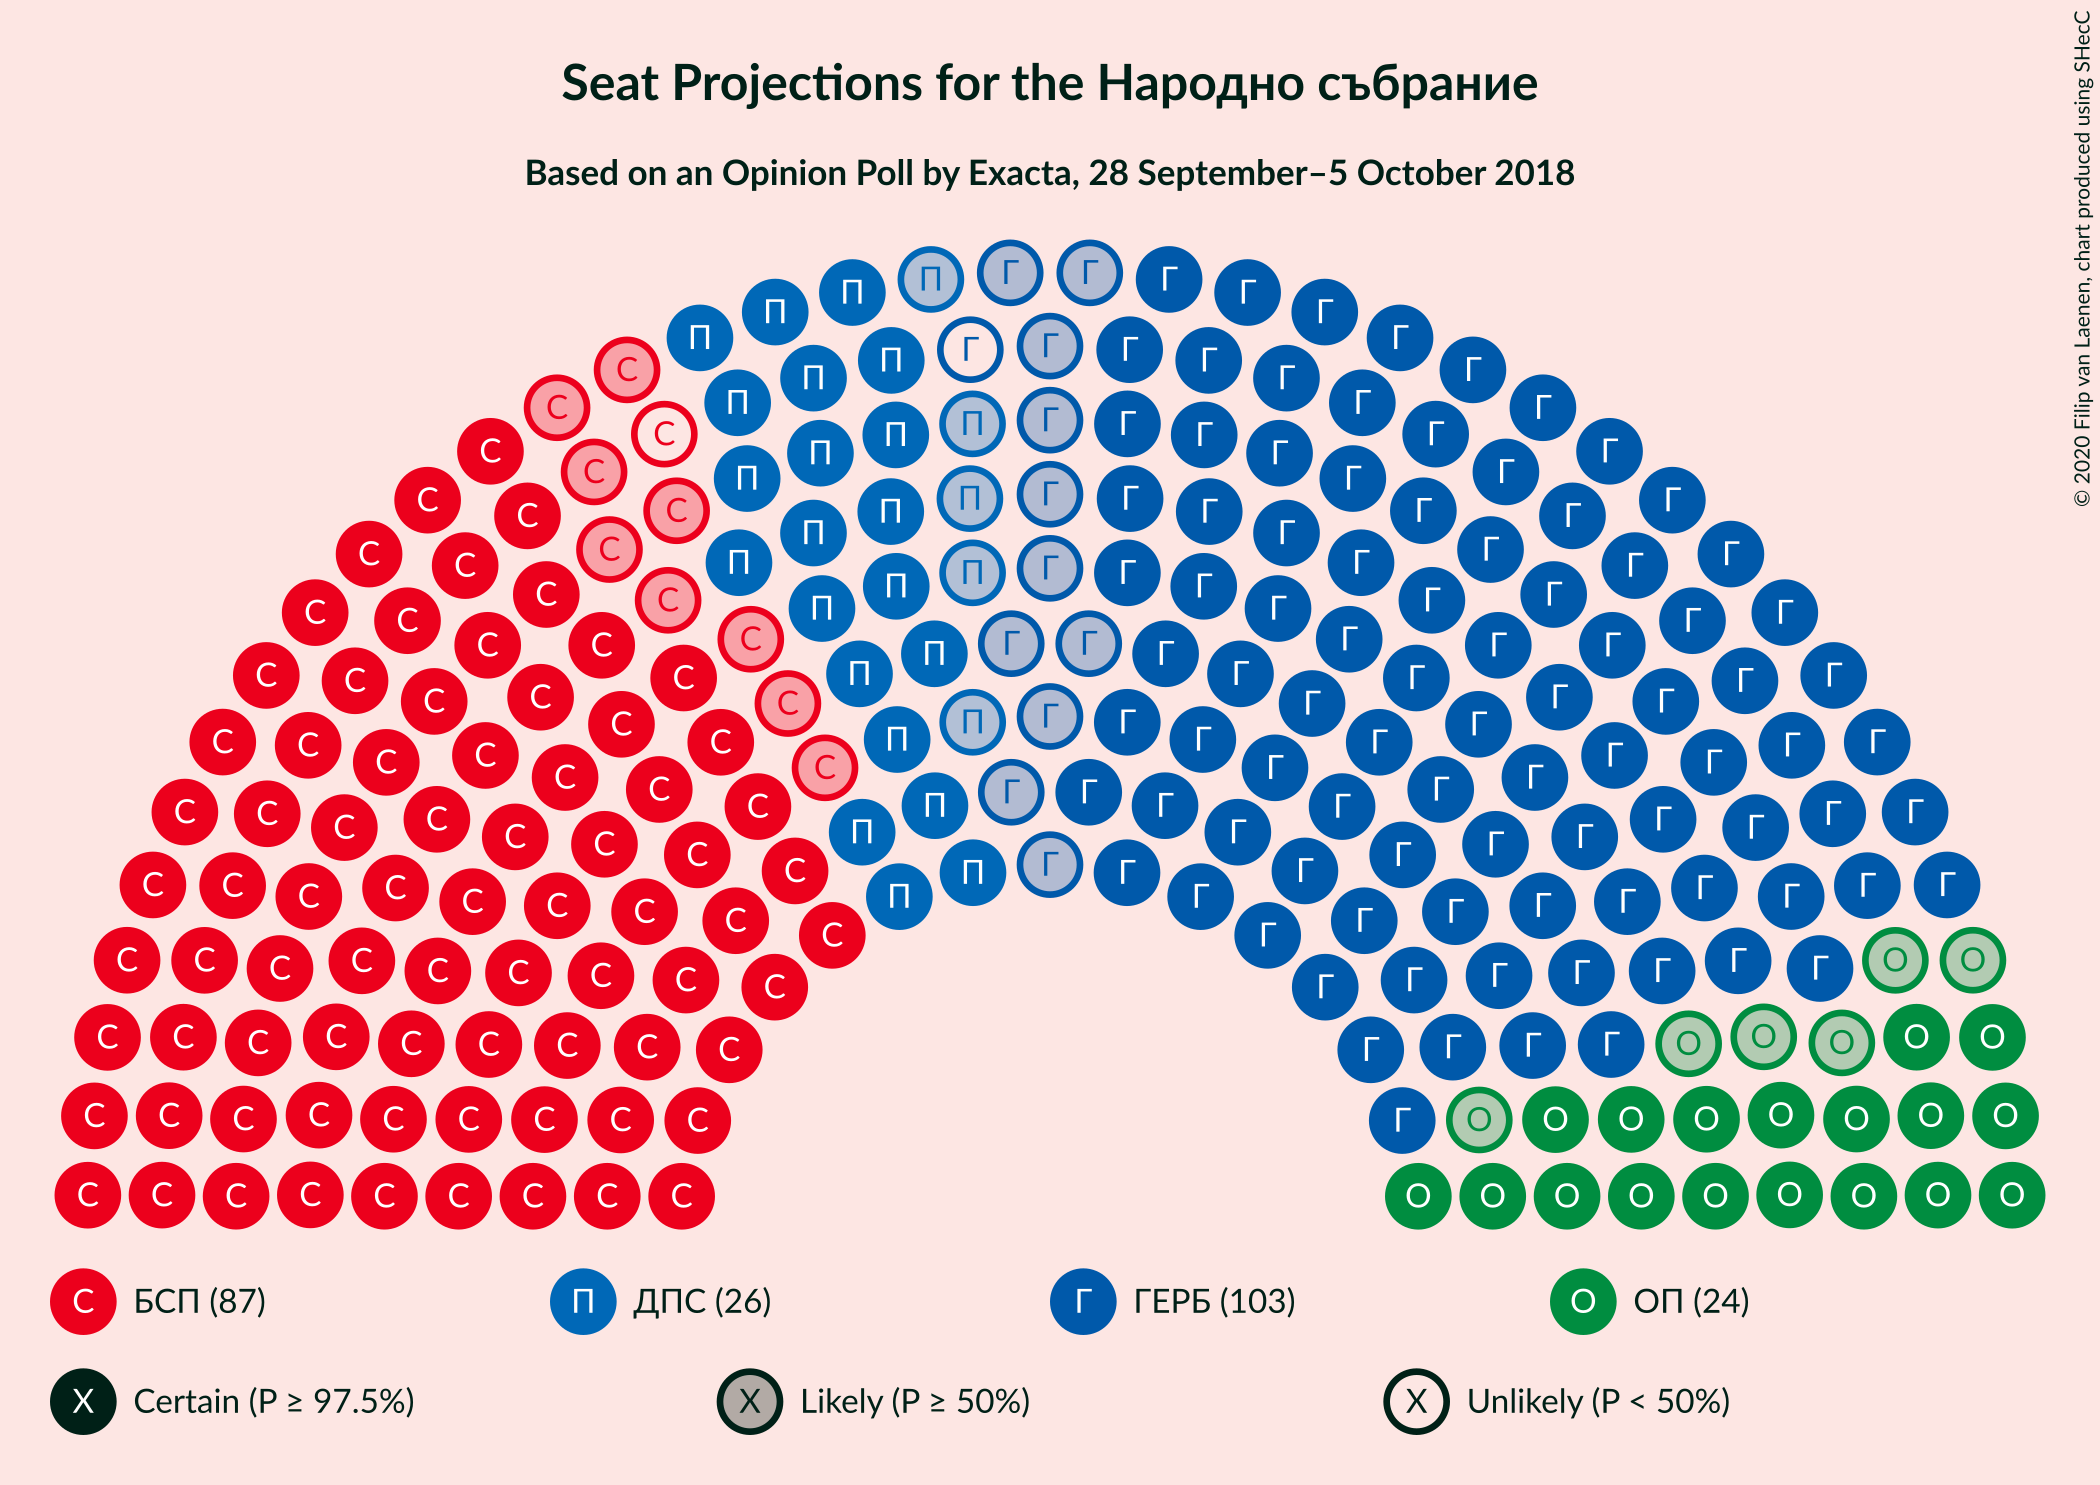 Seat Projections for the Народно събрание
Based on an Opinion Poll by Exacta, 28 September–5 October 2018
© 2020 Filip van Laenen, chart produced using SHecC
П П П П Г Г Г Г Г Г Г Г Г Г Г Г Г Г Г Г
С БСП (87) П ДПС (26) Г ГЕРБ (103) О ОП (24)
X Certain (P ≥ 97.5%) X Likely (P ≥ 50%) X Unlikely (P < 50%)